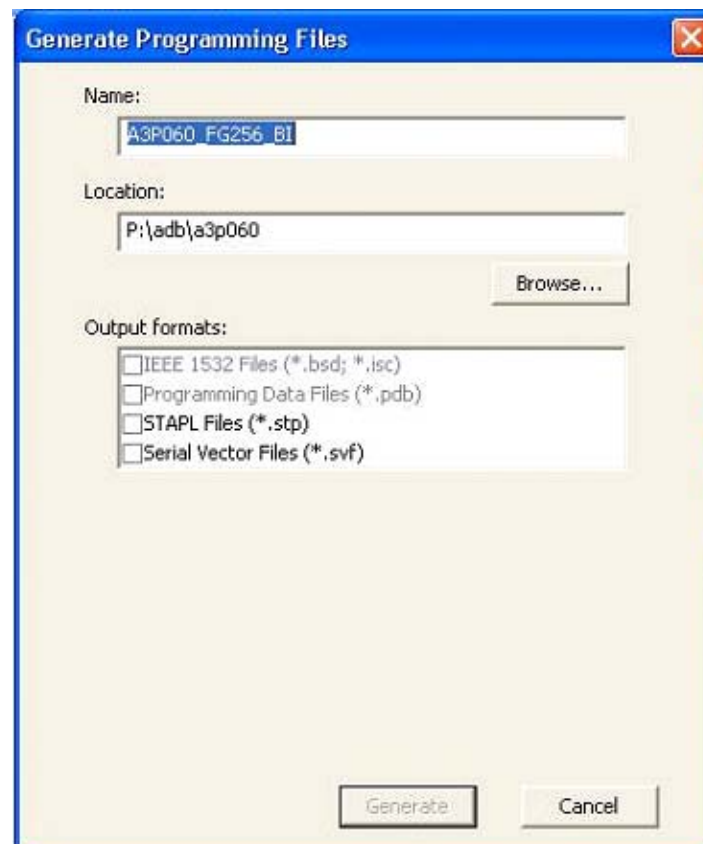 Generate Programming Files
Name:
A3P060_FG256_BI
Location:
P:\adb\a3p060
Browse...
Output formats:
IEEE 1532 Files (*.bsd; *.isc)
Programming Data Files (*.pdb)
STAPL Files (*.stp)
Serial Vector Files (*.svf)
Generate
Cancel